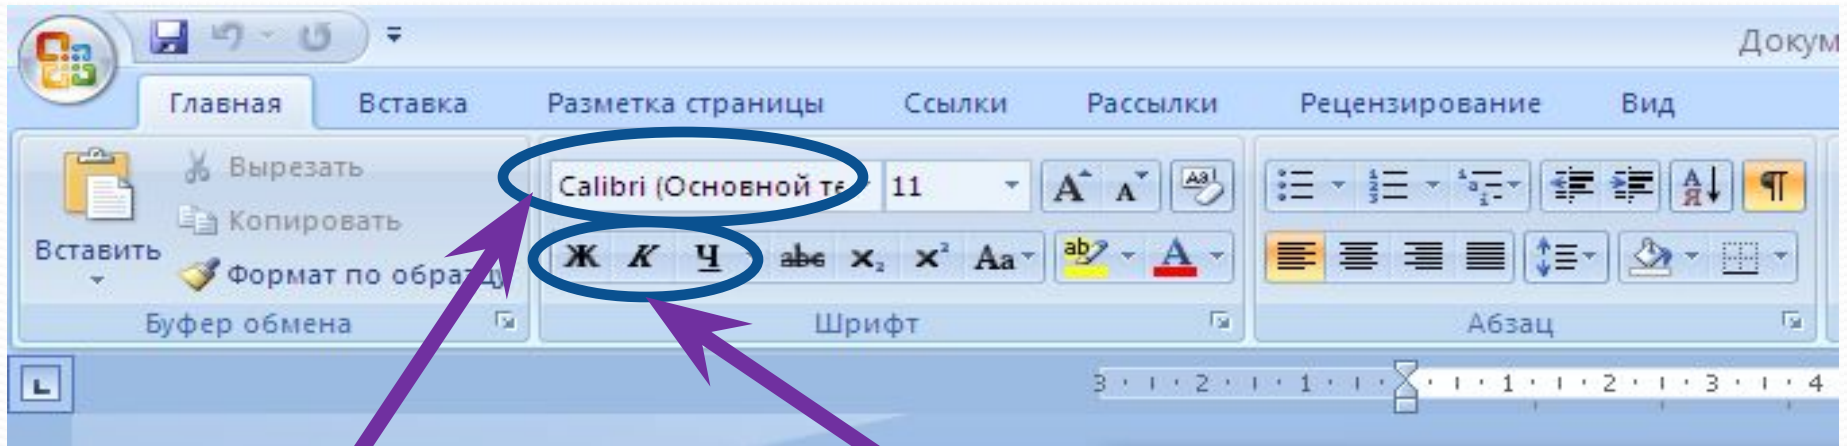 Докум
Главная Вставка Разметка страницы Ссылки Рассылки Рецензирование Вид
Вырезать
Копировать
Вставить
Формат по образцу
Буфер обмена
Calibri (Основной те 11 А А Aa
Ж К Ч abc x₂ x² Aa ab А
Шрифт
А Я ¶
Абзац
3 2 1 1 2 3 4